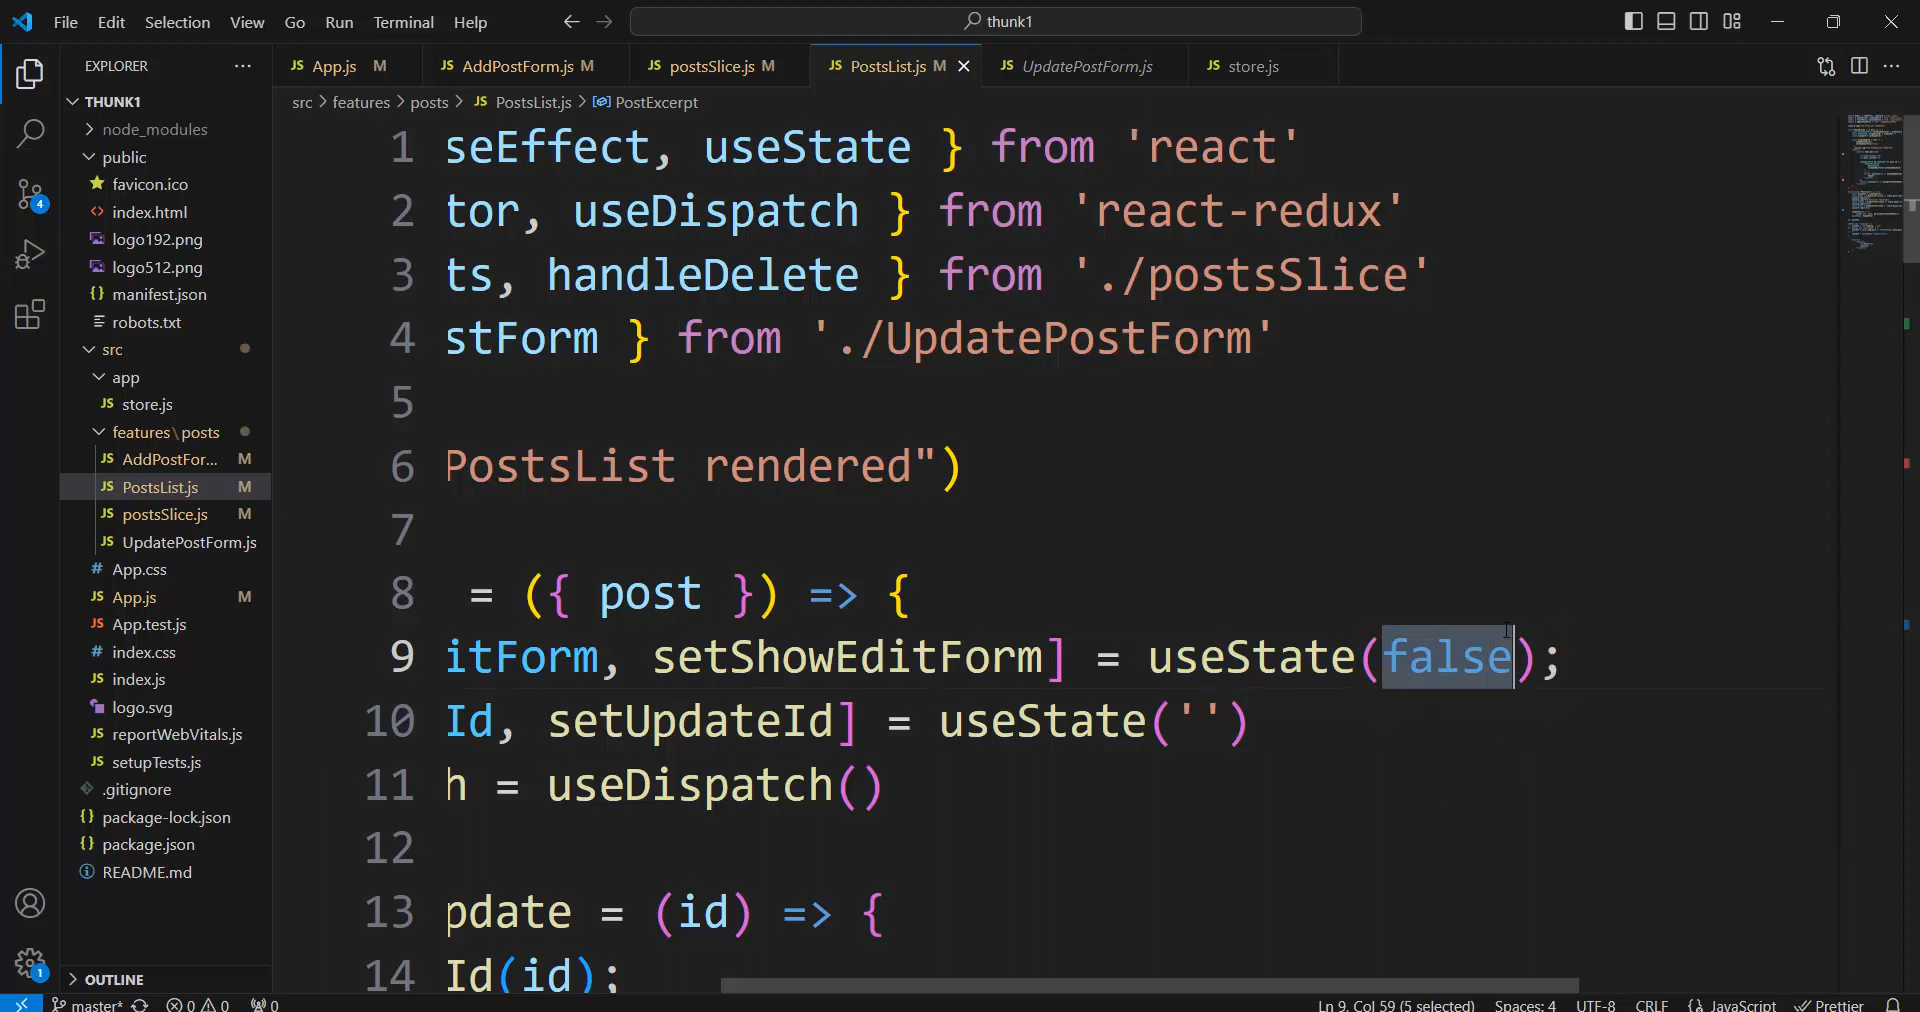 File Edit Selection View Go Run Terminal Help
thunk1
EXPLORER
App.js M
AddPostForm.js M
postsSlice.js M
PostsList.js M
UpdatePostForm.js
store.js
src > features > posts > JS PostsList.js > PostExcerpt
THUNK1
node_modules
public
favicon.ico
index.html
logo192.png
logo512.png
manifest.json
robots.txt
src
app
store.js
features\posts
AddPostFor... M
PostsList.js M
postsSlice.js M
UpdatePostForm.js
App.css
App.js M
App.test.js
index.css
index.js
logo.svg
reportWebVitals.js
setupTests.js
.gitignore
package-lock.json
package.json
README.md
OUTLINE
4
1
1 seEffect, useState } from 'react'
2 tor, useDispatch } from 'react-redux'
3 ts, handleDelete } from './postsSlice'
4 stForm } from './UpdatePostForm'
5
6 PostsList rendered")
7
8 = ({ post }) => {
9 itForm, setShowEditForm] = useState(false);
10 Id, setUpdateId] = useState('')
11 h = useDispatch()
12
13 pdate = (id) => {
14 Id(id);
master* 0 0 0
Ln 9, Col 59 (5 selected) Spaces: 4 UTF-8 CRLF {} JavaScript Prettier